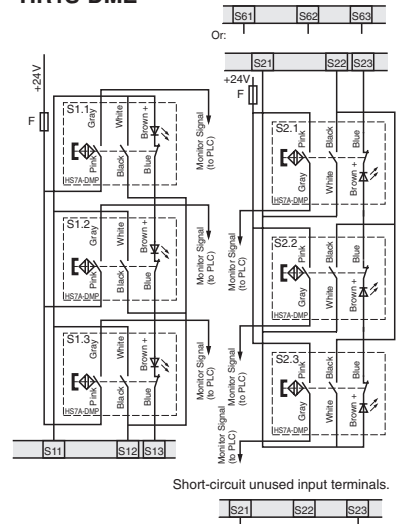 HR1S-DME
S61 S62 S63
Or:
S21 S22 S23
+24V
F
+24V
F
S1.1
Gray
White
Brown +
Pink
Black
Blue
HS7A-DMP
Monitor Signal
(to PLC)
S1.2
Gray
White
Brown +
Pink
Black
Blue
HS7A-DMP
Monitor Signal
(to PLC)
S1.3
Gray
White
Brown +
Pink
Black
Blue
HS7A-DMP
Monitor Signal
(to PLC)
S11 S12 S13
S2.1
Pink
Black
Blue
Gray
White
Brown +
HS7A-DMP
Monitor Signal
(to PLC)
S2.2
Pink
Black
Blue
Gray
White
Brown +
HS7A-DMP
Monitor Signal
(to PLC)
S2.3
Pink
Black
Blue
Gray
White
Brown +
HS7A-DMP
Monitor Signal
(to PLC)
Short-circuit unused input terminals.
S21 S22 S23